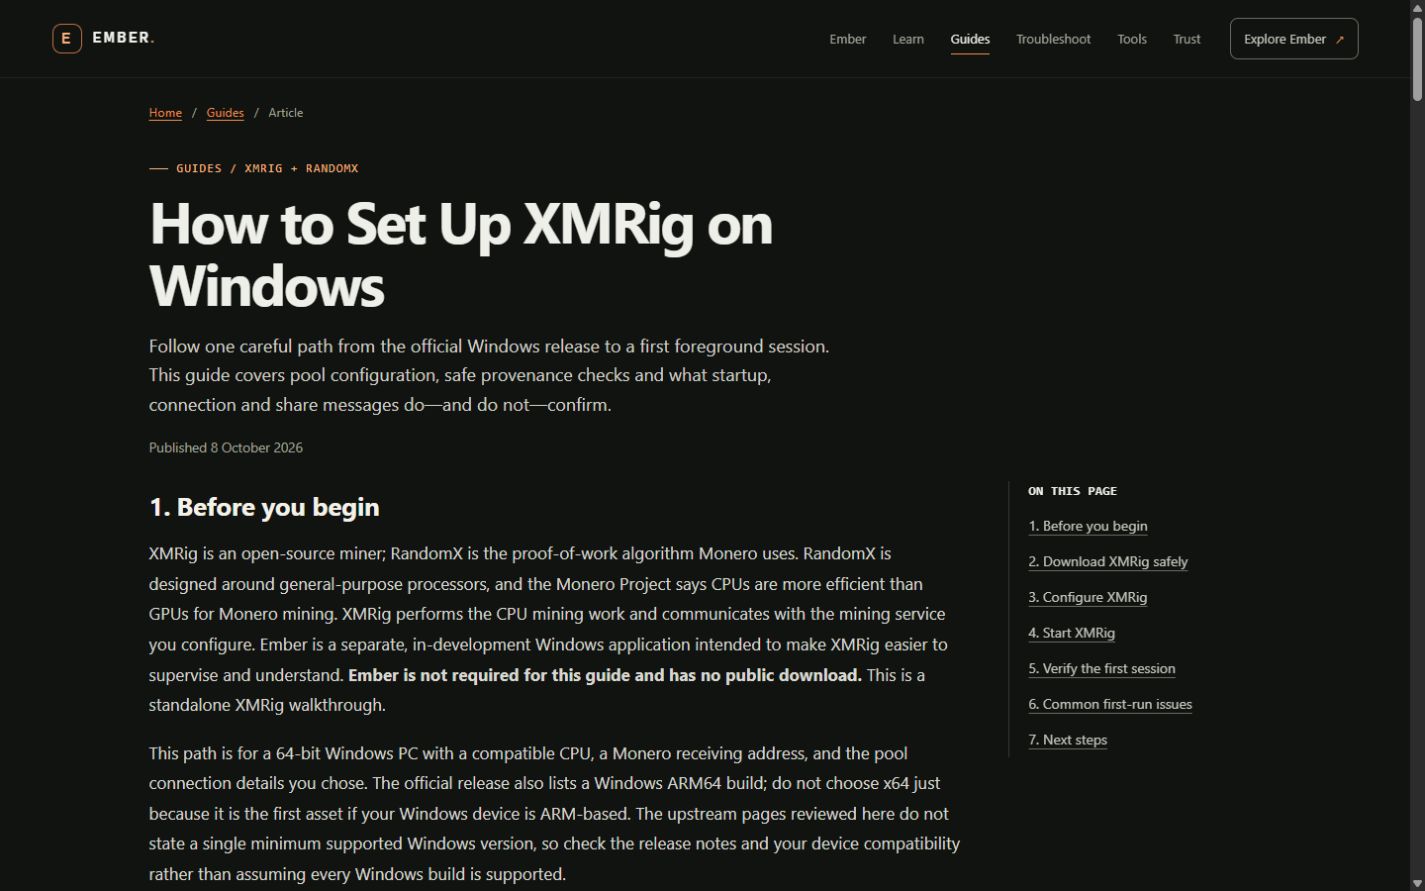 E EMBER.
Ember Learn Guides Troubleshoot Tools Trust Explore Ember ↗
Home / Guides / Article
GUIDES / XMRIG + RANDOMX
How to Set Up XMRig on
Windows
Follow one careful path from the official Windows release to a first foreground session.
This guide covers pool configuration, safe provenance checks and what startup,
connection and share messages do—and do not—confirm.
Published 8 October 2026
1. Before you begin
XMRig is an open-source miner; RandomX is the proof-of-work algorithm Monero uses. RandomX is
designed around general-purpose processors, and the Monero Project says CPUs are more efficient than
GPUs for Monero mining. XMRig performs the CPU mining work and communicates with the mining service
you configure. Ember is a separate, in-development Windows application intended to make XMRig easier to
supervise and understand. Ember is not required for this guide and has no public download. This is a
standalone XMRig walkthrough.
This path is for a 64-bit Windows PC with a compatible CPU, a Monero receiving address, and the pool
connection details you chose. The official release also lists a Windows ARM64 build; do not choose x64 just
because it is the first asset if your Windows device is ARM-based. The upstream pages reviewed here do not
state a single minimum supported Windows version, so check the release notes and your device compatibility
rather than assuming every Windows build is supported.
ON THIS PAGE
1. Before you begin
2. Download XMRig safely
3. Configure XMRig
4. Start XMRig
5. Verify the first session
6. Common first-run issues
7. Next steps